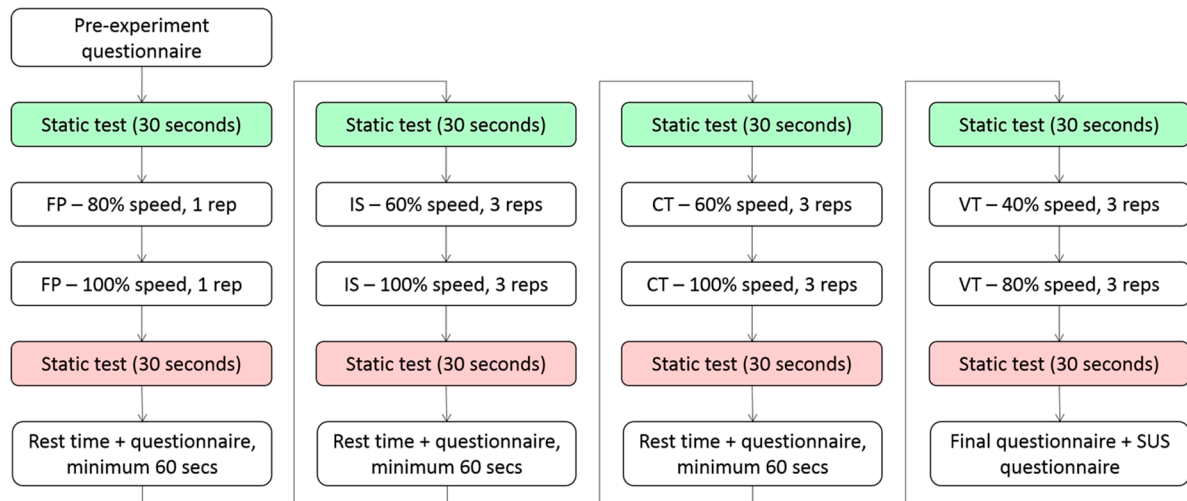 Pre-experiment
questionnaire
Static test (30 seconds)
FP – 80% speed, 1 rep
FP – 100% speed, 1 rep
Static test (30 seconds)
Rest time + questionnaire,
minimum 60 secs
Static test (30 seconds)
IS – 60% speed, 3 reps
IS – 100% speed, 3 reps
Static test (30 seconds)
Rest time + questionnaire,
minimum 60 secs
Static test (30 seconds)
CT – 60% speed, 3 reps
CT – 100% speed, 3 reps
Static test (30 seconds)
Rest time + questionnaire,
minimum 60 secs
Static test (30 seconds)
VT – 40% speed, 3 reps
VT – 80% speed, 3 reps
Static test (30 seconds)
Final questionnaire + SUS
questionnaire